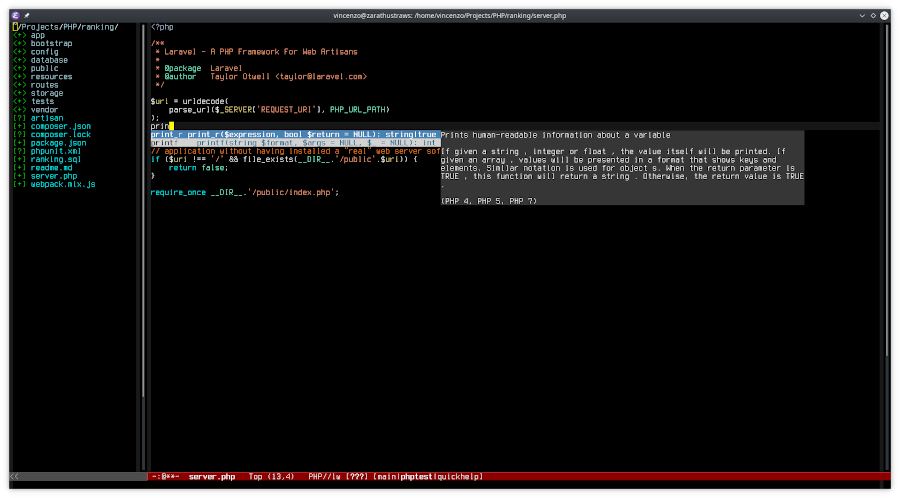 vincenzo@zarathustraws: /home/vincenzo/Projects/PHP/ranking/server.php
/Projects/PHP/ranking/
<+> app
<+> bootstrap
<+> config
<+> database
<+> public
<+> resources
<+> routes
<+> storage
<+> tests
<+> vendor
[?] artisan
[+] composer.json
[?] composer.lock
[+] package.json
[?] phpunit.xml
[+] ranking.sql
[+] readme.md
[+] server.php
[+] webpack.mix.js
<?php
/**
* Laravel - A PHP Framework For Web Artisans
*
* @package Laravel
* @author Taylor Otwell <taylor@laravel.com>
*/
$uri = urldecode(
parse_url($_SERVER['REQUEST_URI'], PHP_URL_PATH)
);
prin
print_r print_r($expression, bool $return = NULL): string|true
printf printf(string $format, $args = NULL, $_ = NULL): int
// application without having installed a "real" web server sof
if ($uri !== '/' && file_exists(__DIR__.'/public'.$uri)) {
return false;
}
require_once __DIR__.'/public/index.php';
Prints human-readable information about a variable
If given a string , integer or float , the value itself will be printed. If
given an array , values will be presented in a format that shows keys and
elements. Similar notation is used for object s. When the return parameter is
TRUE , this function will return a string . Otherwise, the return value is TRUE
.
(PHP 4, PHP 5, PHP 7)
<<
-:@**- server.php Top (13,4) PHP//lw [???] [main|phptest|quickhelp]